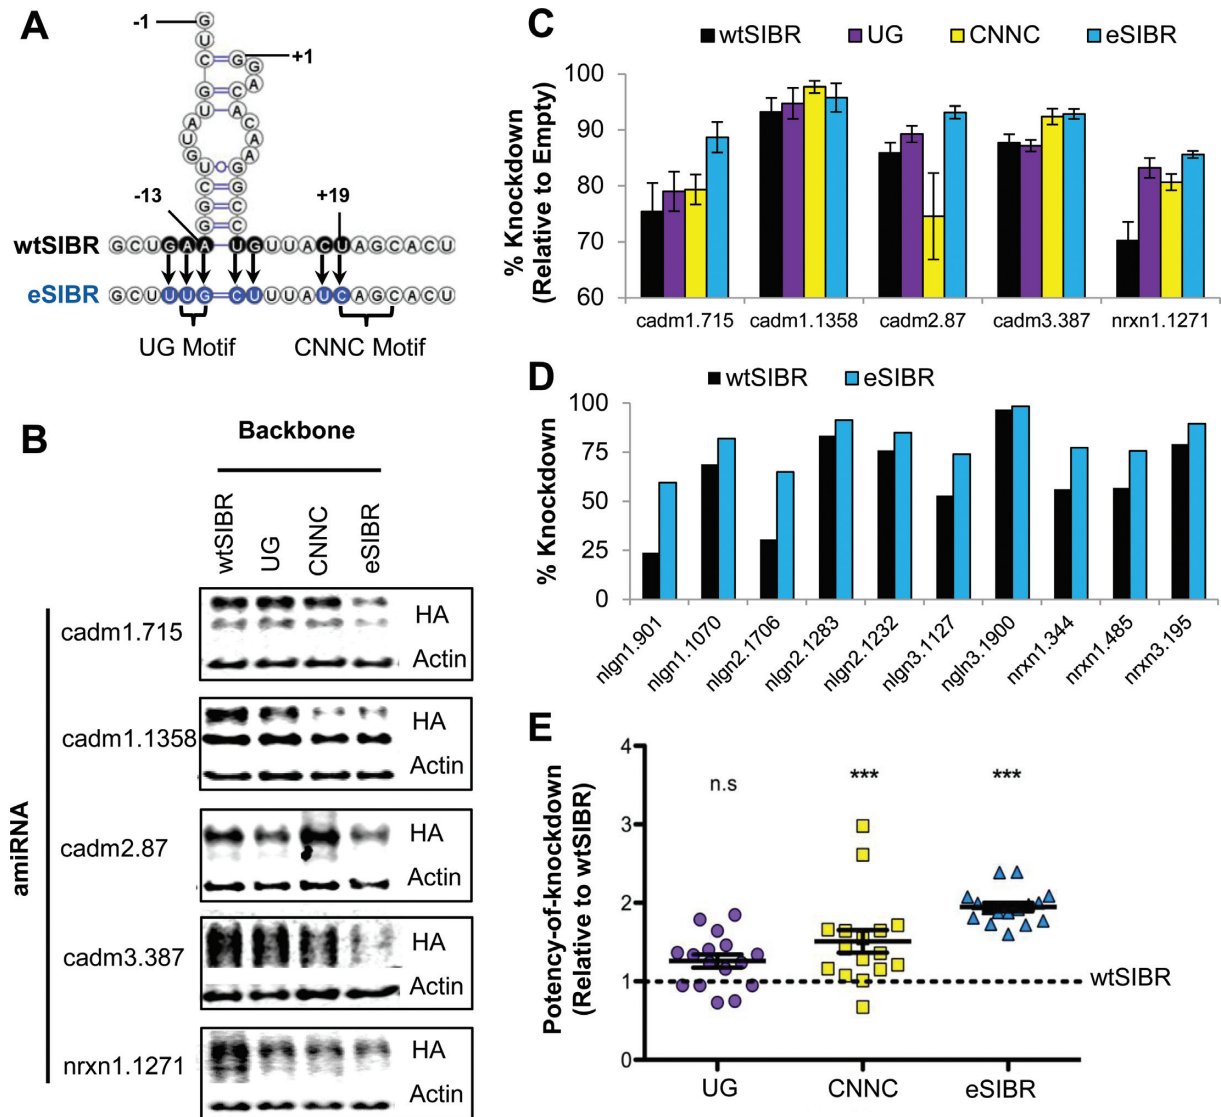 A
-1
+1
-13
+19
wtSIBR GCUGAA UGUUACUAGCACU
eSIBR GCUUUG CUUUAUCAGCACU
UG Motif CNNC Motif
B
Backbone
wtSIBR
UG
CNNC
eSIBR
amiRNA
cadm1.715
HA
Actin
cadm1.1358
HA
Actin
cadm2.87
HA
Actin
cadm3.387
HA
Actin
nrxn1.1271
HA
Actin
C
wtSIBR UG CNNC eSIBR
% Knockdown
(Relative to Empty)
100
90
80
70
60
cadm1.715 cadm1.1358 cadm2.87 cadm3.387 nrxn1.1271
D
wtSIBR eSIBR
% Knockdown
100
75
50
25
0
nlgn1.901
nlgn1.1070
nlgn2.1706
nlgn2.1283
nlgn2.1232
nlgn3.1127
ngln3.1900
nrxn1.344
nrxn1.485
nrxn3.195
E
Potency-of-knockdown
(Relative to wtSIBR)
4
3
2
1
0
n.s
***
***
wtSIBR
UG CNNC eSIBR